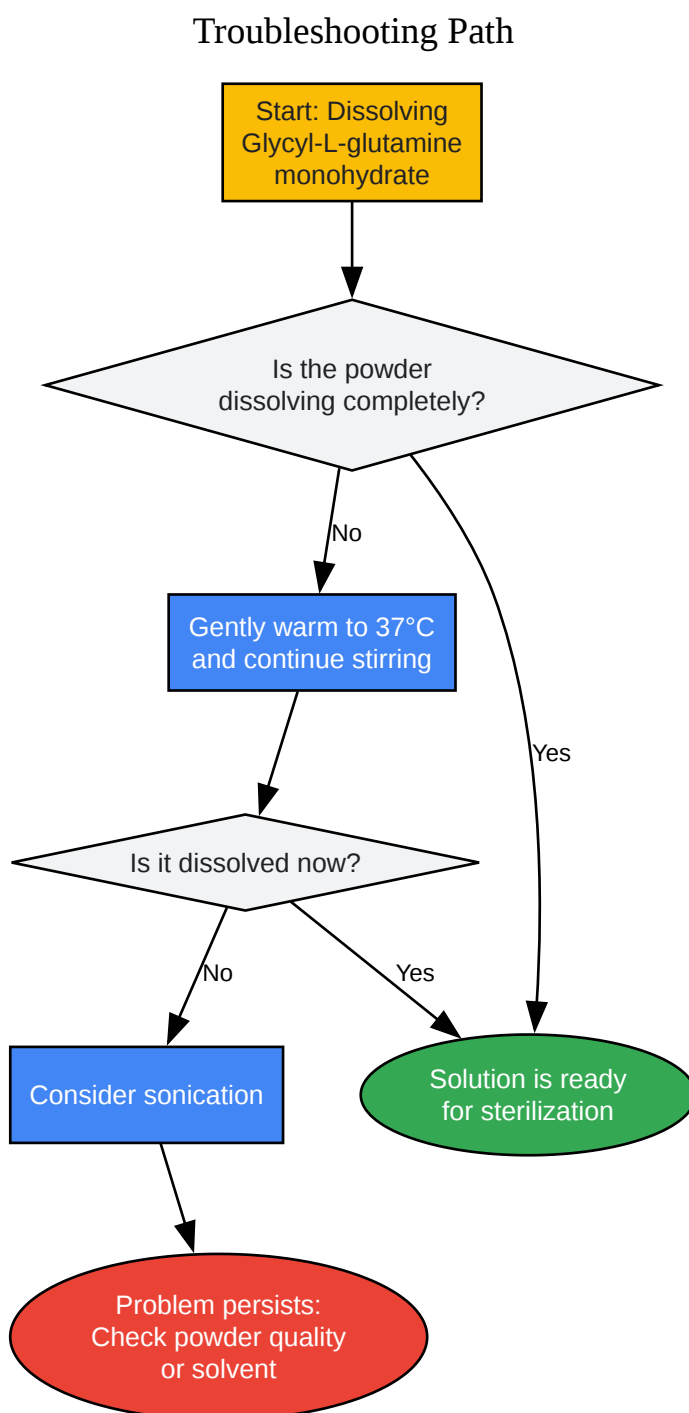 Troubleshooting Path
Start: Dissolving
Glycyl-L-glutamine
monohydrate
Is the powder
dissolving completely?
No
Gently warm to 37°C
and continue stirring
Yes
Is it dissolved now?
No
Yes
Consider sonication
Solution is ready
for sterilization
Problem persists:
Check powder quality
or solvent